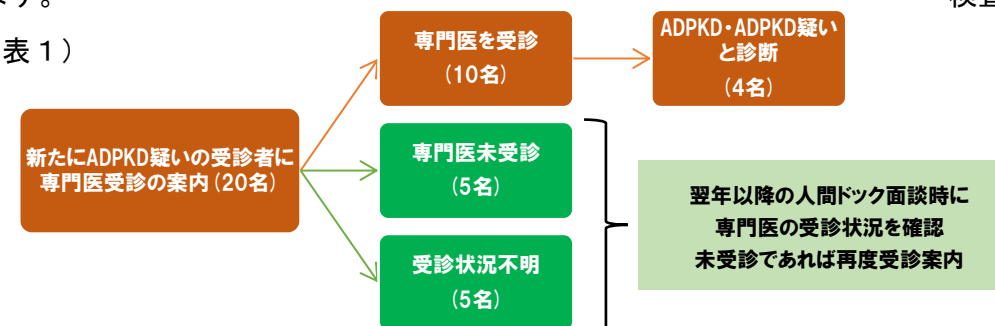 ます。
表１）
専門医を受診
（10名）
ADPKD・ADPKD疑い
と診断
（4名）
新たにADPKD疑いの受診者に
専門医受診の案内（20名）
専門医未受診
（5名）
受診状況不明
（5名）
翌年以降の人間ドック面談時に
専門医の受診状況を確認
未受診であれば再度受診案内